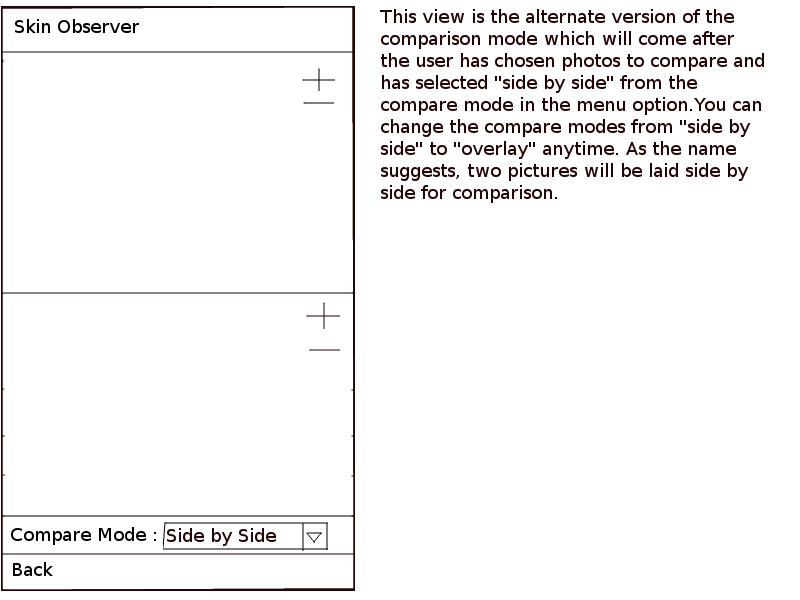 Skin Observer
Compare Mode : Side by Side
Back
This view is the alternate version of the
comparison mode which will come after
the user has chosen photos to compare and
has selected "side by side" from the
compare mode in the menu option.You can
change the compare modes from "side by
side" to "overlay" anytime. As the name
suggests, two pictures will be laid side by
side for comparison.